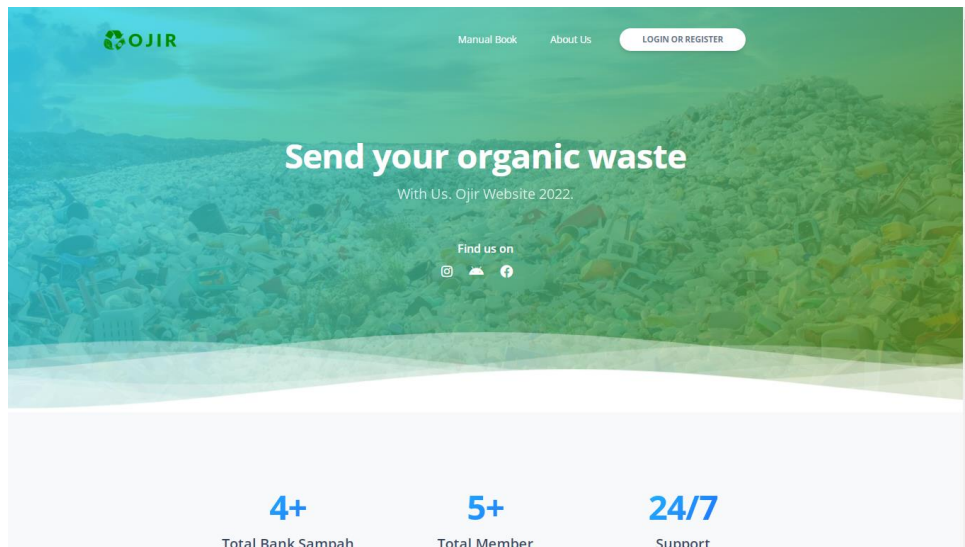 OJIR
Manual Book
About Us
LOGIN OR REGISTER
Send your organic waste
With Us. Ojir Website 2022.
Find us on
4+
5+
24/7
Total Bank Sampah
Total Member
Support